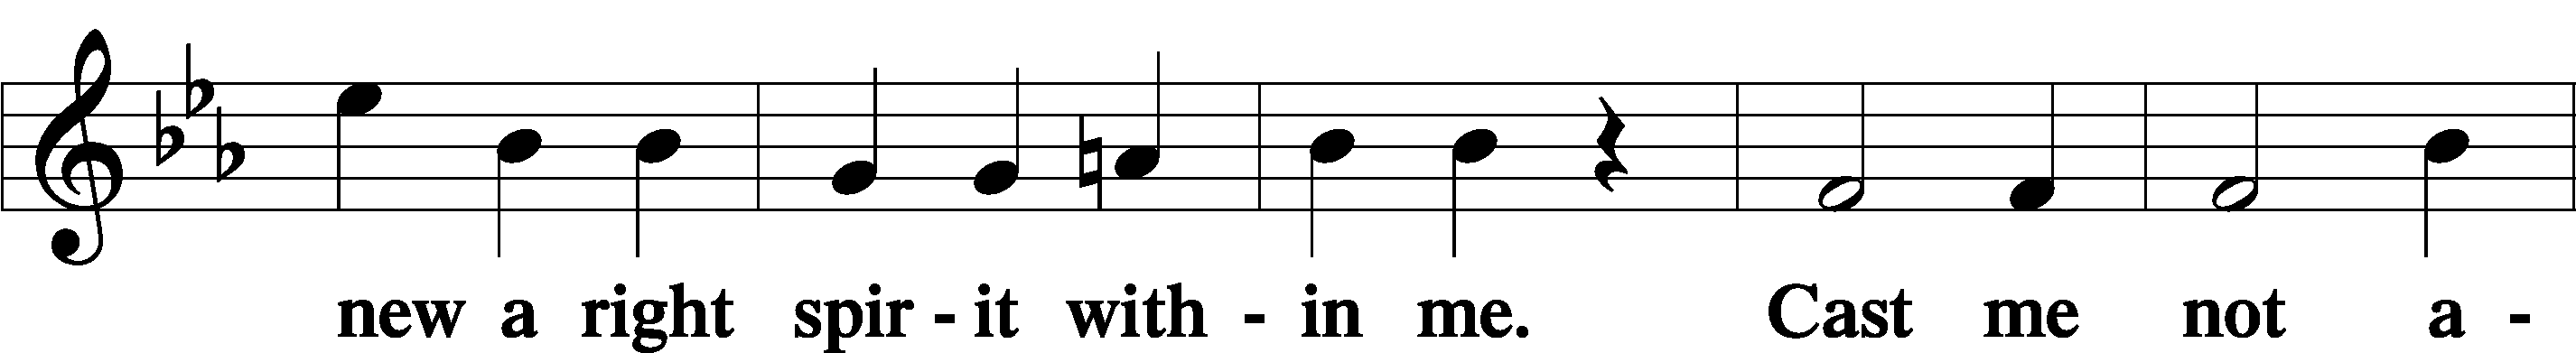 new a right spir - it with - in me. Cast me not a -